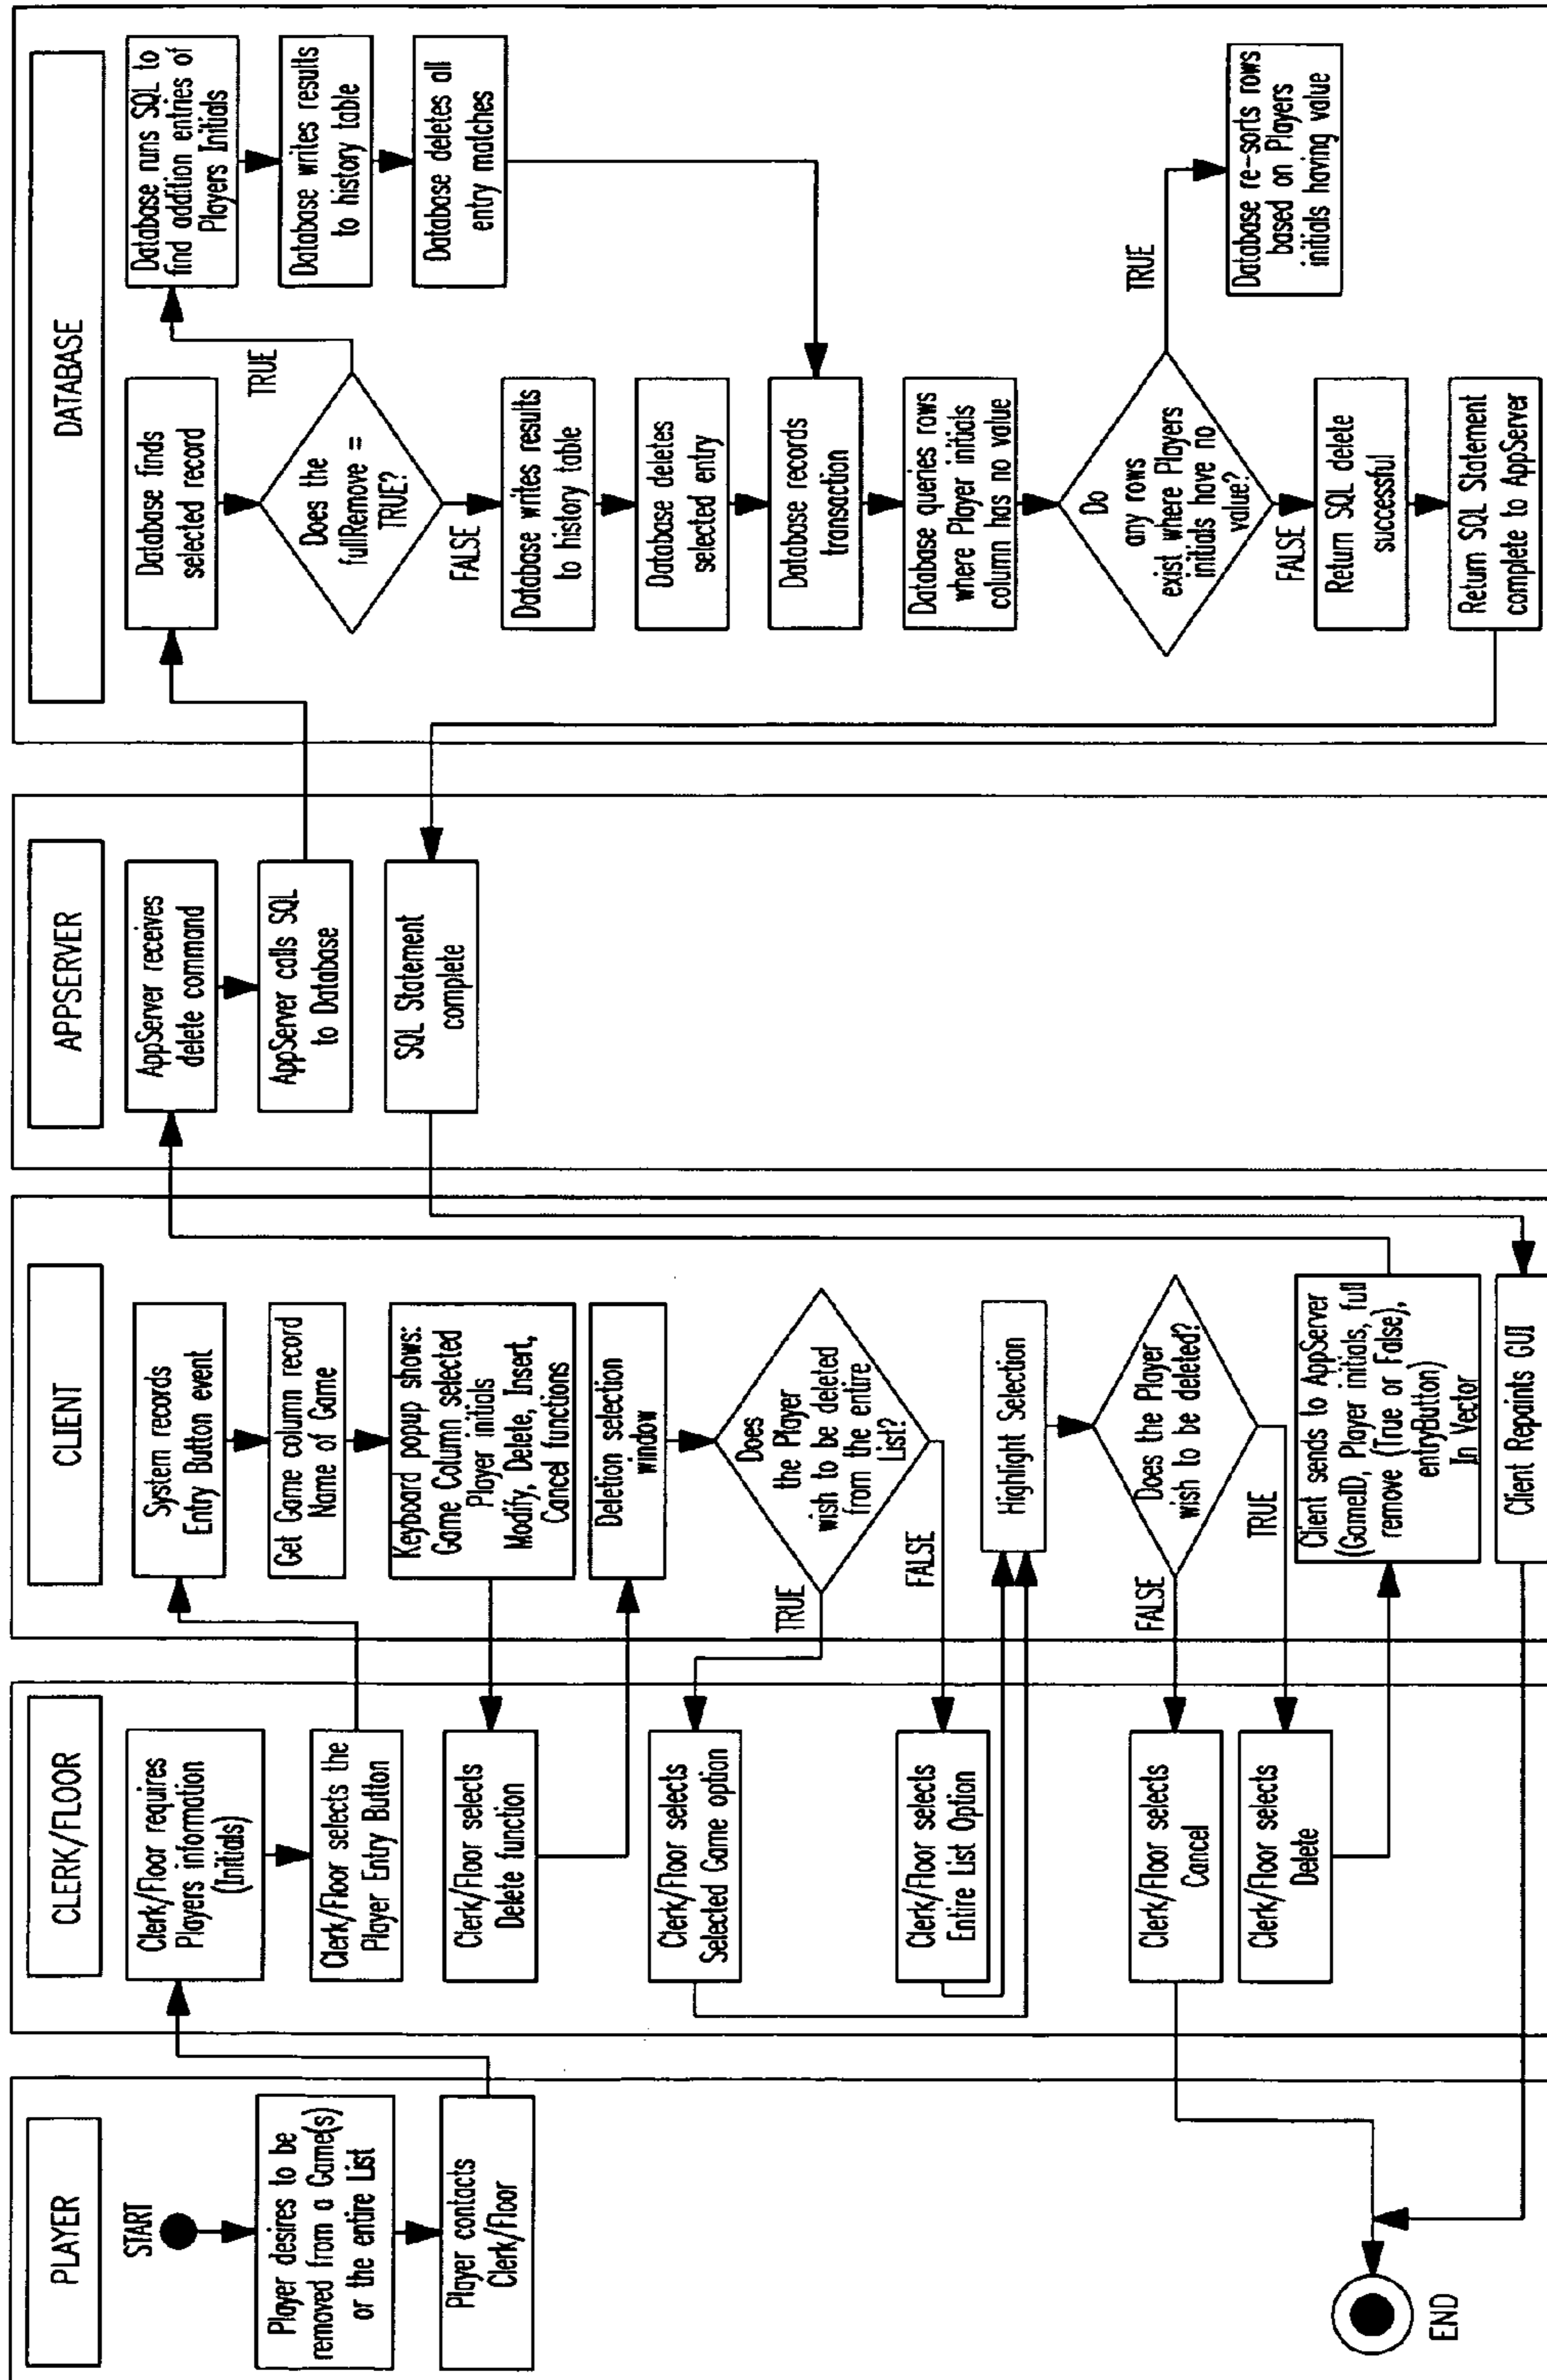 PLAYER
START
Player desires to be
removed from a Game(s)
or the entire List
Player contacts
Clerk/Floor
END
CLERK/FLOOR
Clerk/Floor requires
Players information
(Initials)
Clerk/Floor selects the
Player Entry Button
Clerk/Floor selects
Delete function
Clerk/Floor selects
Selected Game option
Clerk/Floor selects
Entire List Option
Clerk/Floor selects
Cancel
Clerk/Floor selects
Delete
CLIENT
System records
Entry Button event
Get Game column record
Name of Game
Keyboard popup shows:
Game Column selected
Player initials
Modify, Delete, Insert,
Cancel functions
Deletion selection
window
Does
the Player
wish to be deleted
from the entire
List?
TRUE
FALSE
Highlight Selection
Does the Player
wish to be deleted?
FALSE
TRUE
Client sends to AppServer
(GameID, Player initials, full
remove (True or False),
entryButton)
In Vector
Client Repaints GUI
APPSERVER
AppServer receives
delete command
AppServer calls SQL
to Database
SQL Statement
complete
DATABASE
Database finds
selected record
Does the
fullRemove =
TRUE?
TRUE
FALSE
Database runs SQL to
find addition entries of
Players Initials
Database writes results
to history table
Database deletes all
entry matches
Database writes results
to history table
Database deletes
selected entry
Database records
transaction
Database queries rows
where Player initials
column has no value
Do
any rows
exist where Players
initials have no
value?
TRUE
FALSE
Database re-sorts rows
based on Players
initials having value
Return SQL delete
successful
Return SQL Statement
complete to AppServer